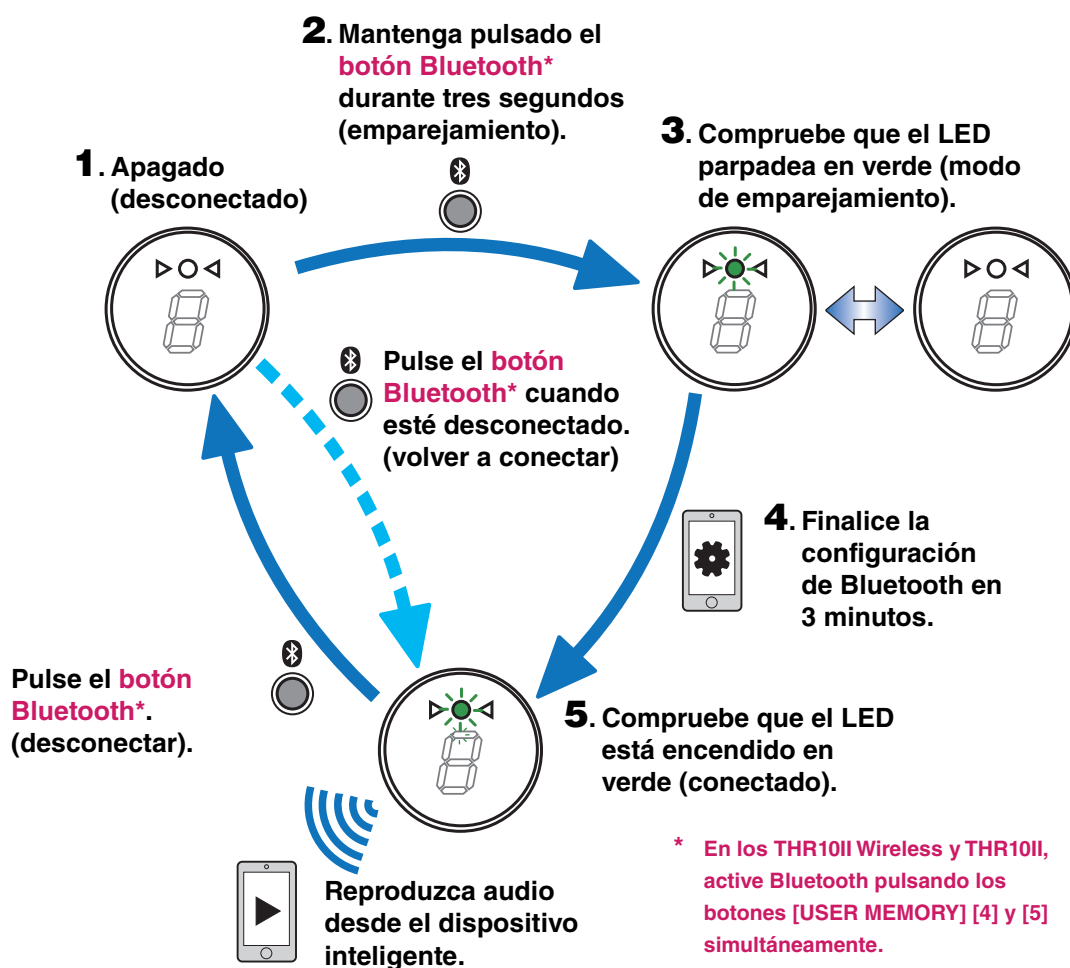 1. Apagado
(desconectado)
2. Mantenga pulsado el
botón Bluetooth*
durante tres segundos
(emparejamiento).
3. Compruebe que el LED
parpadea en verde (modo
de emparejamiento).
Pulse el botón
Bluetooth* cuando
esté desconectado.
(volver a conectar)
4. Finalice la
configuración
de Bluetooth en
3 minutos.
Pulse el botón
Bluetooth*.
(desconectar).
5. Compruebe que el LED
está encendido en
verde (conectado).
Reproduzca audio
desde el dispositivo
inteligente.
* En los THR10II Wireless y THR10II,
active Bluetooth pulsando los
botones [USER MEMORY] [4] y [5]
simultáneamente.